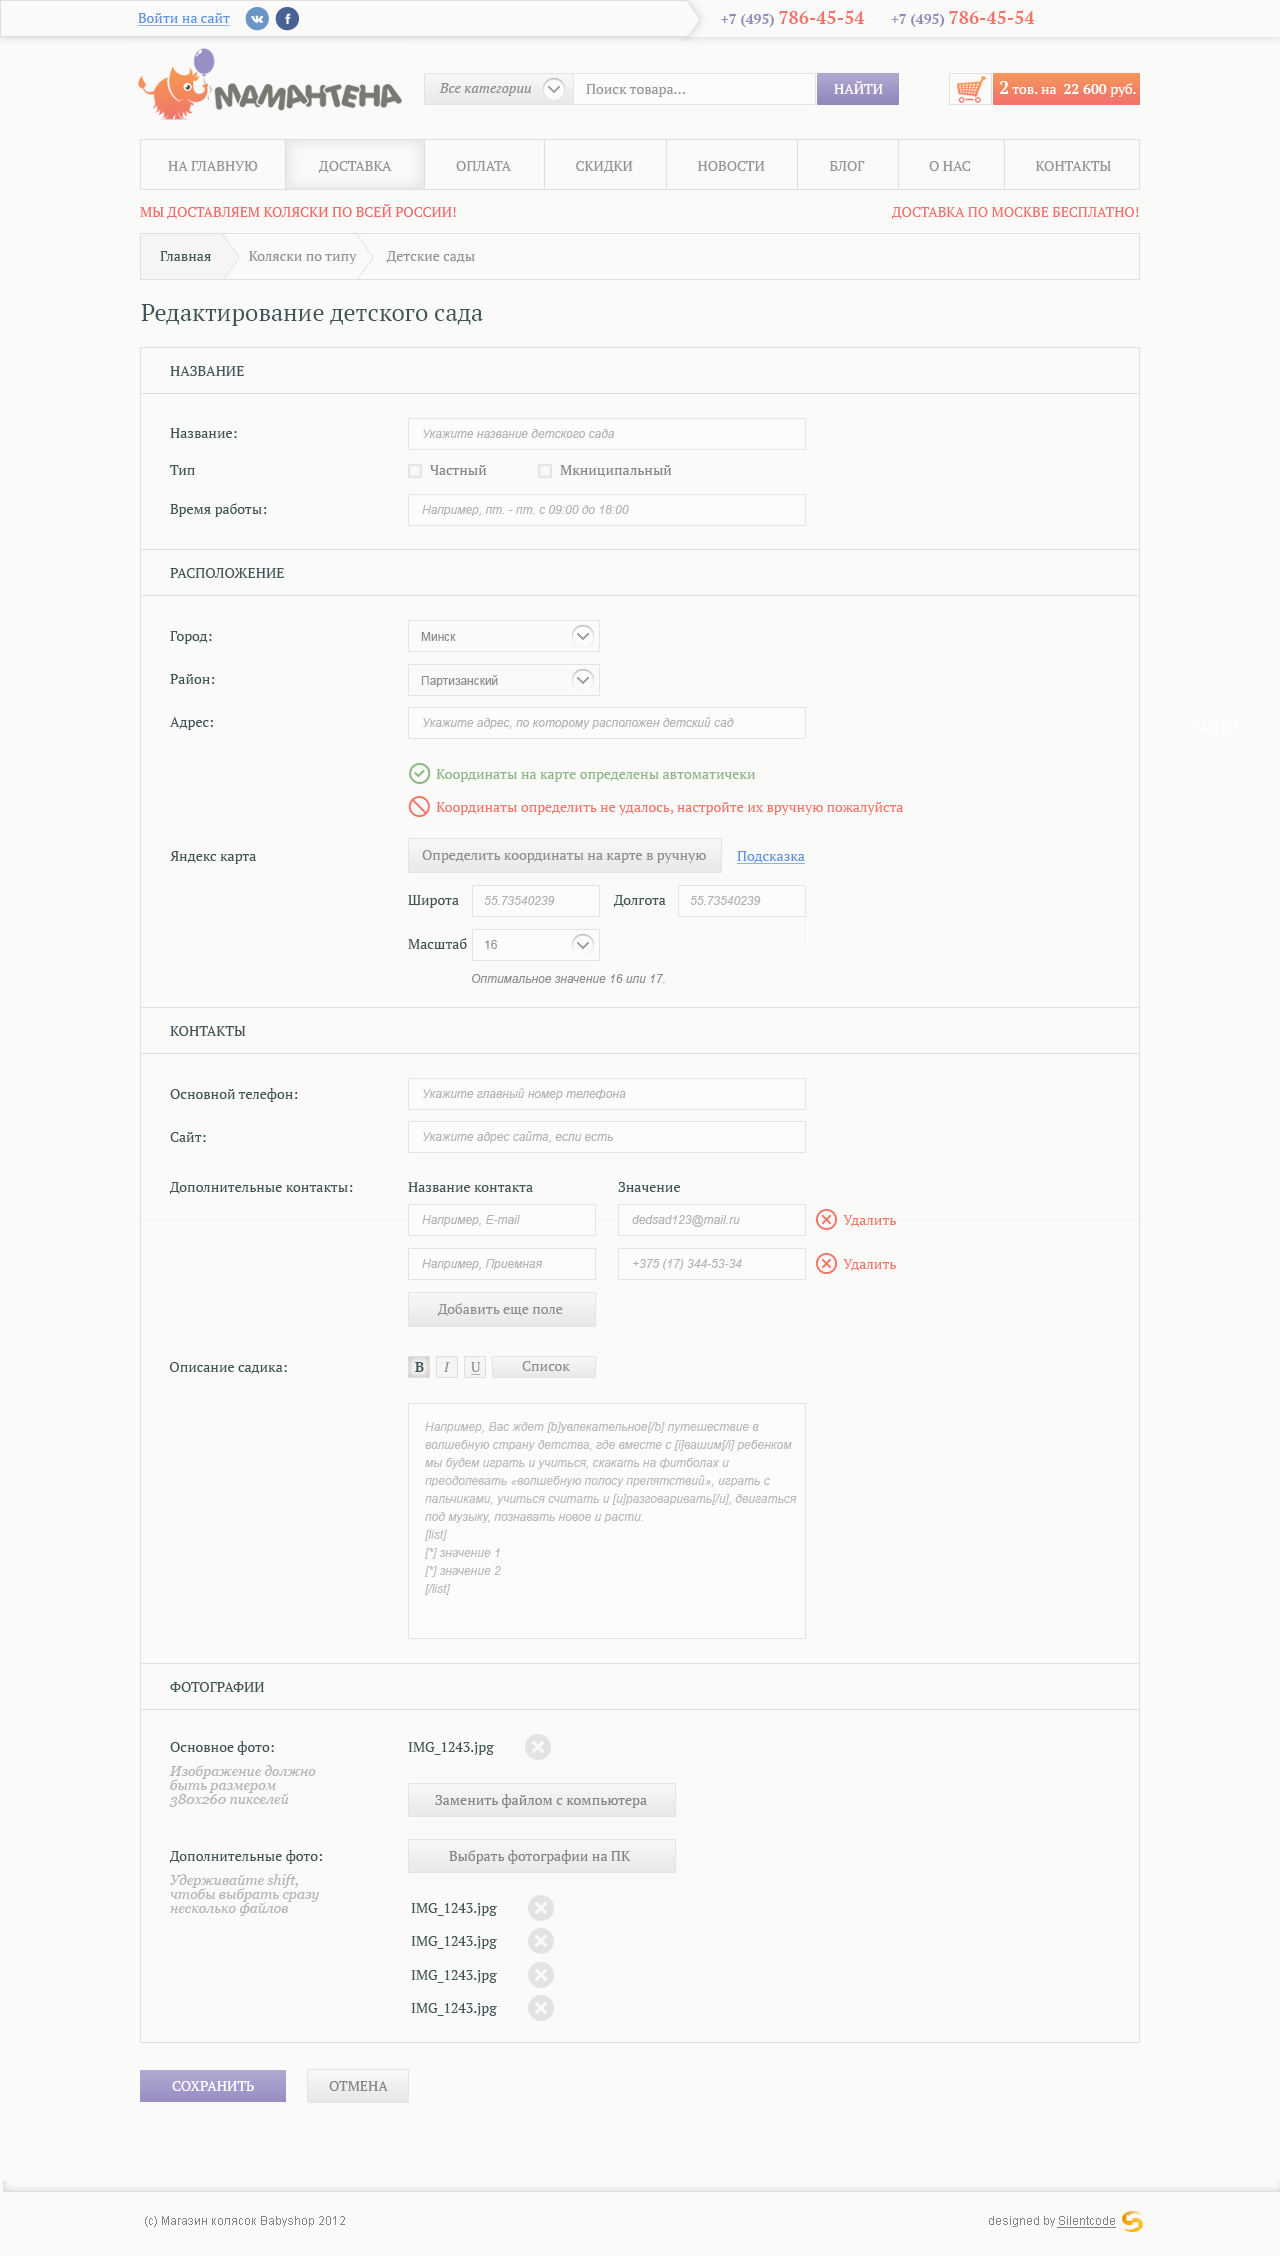 Войти на сайт
+7 (495) 786-45-54 +7 (495) 786-45-54
МАМАНТЕНА
Все категории
Поиск товара...
НАЙТИ
2 тов. на 22 600 руб.
НА ГЛАВНУЮ ДОСТАВКА ОПЛАТА СКИДКИ НОВОСТИ БЛОГ О НАС КОНТАКТЫ
МЫ ДОСТАВЛЯЕМ КОЛЯСКИ ПО ВСЕЙ РОССИИ! ДОСТАВКА ПО МОСКВЕ БЕСПЛАТНО!
Главная Коляски по типу Детские сады
Редактирование детского сада
НАЗВАНИЕ
Название: Укажите название детского сада
Тип Частный Мкниципальный
Время работы: Например, пт. - пт. с 09:00 до 18:00
РАСПОЛОЖЕНИЕ
Город: Минск
Район: Партизанский
Адрес: Укажите адрес, по которому расположен детский сад
Координаты на карте определены автоматичеки
Координаты определить не удалось, настройте их вручную пожалуйста
Яндекс карта Определить координаты на карте в ручную Подсказка
Широта 55.73540239 Долгота 55.73540239
Масштаб 16
Оптимальное значение 16 или 17.
КОНТАКТЫ
Основной телефон: Укажите главный номер телефона
Сайт: Укажите адрес сайта, если есть
Дополнительные контакты: Название контакта Значение
Например, E-mail dedsad123@mail.ru Удалить
Например, Приемная +375 (17) 344-53-34 Удалить
Добавить еще поле
Описание садика: B I U Список
Например, Вас ждет [b]увлекательное[/b] путешествие в
волшебную страну детства, где вместе с [i]вашим[/i] ребенком
мы будем играть и учиться, скакать на фитболах и
преодолевать «волшебную полосу препятствий», играть с
пальчиками, учиться считать и [u]разговаривать[/u], двигаться
под музыку, познавать новое и расти.
[list]
[*] значение 1
[*] значение 2
[/list]
ФОТОГРАФИИ
Основное фото: IMG_1243.jpg
Изображение должно
быть размером
380х260 пикселей
Заменить файлом с компьютера
Дополнительные фото: Выбрать фотографии на ПК
Удерживайте shift,
чтобы выбрать сразу
несколько файлов
IMG_1243.jpg
IMG_1243.jpg
IMG_1243.jpg
IMG_1243.jpg
СОХРАНИТЬ ОТМЕНА
(c) Магазин колясок Babyshop 2012 designed by Silentcode